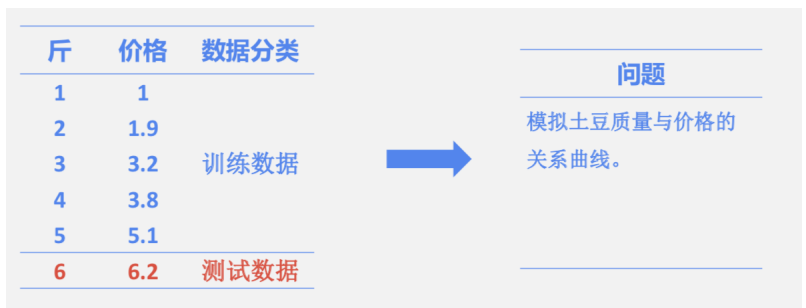 斤 价格 数据分类
1 1
2 1.9
3 3.2 训练数据
4 3.8
5 5.1
6 6.2 测试数据
问题
模拟土豆质量与价格的
关系曲线。